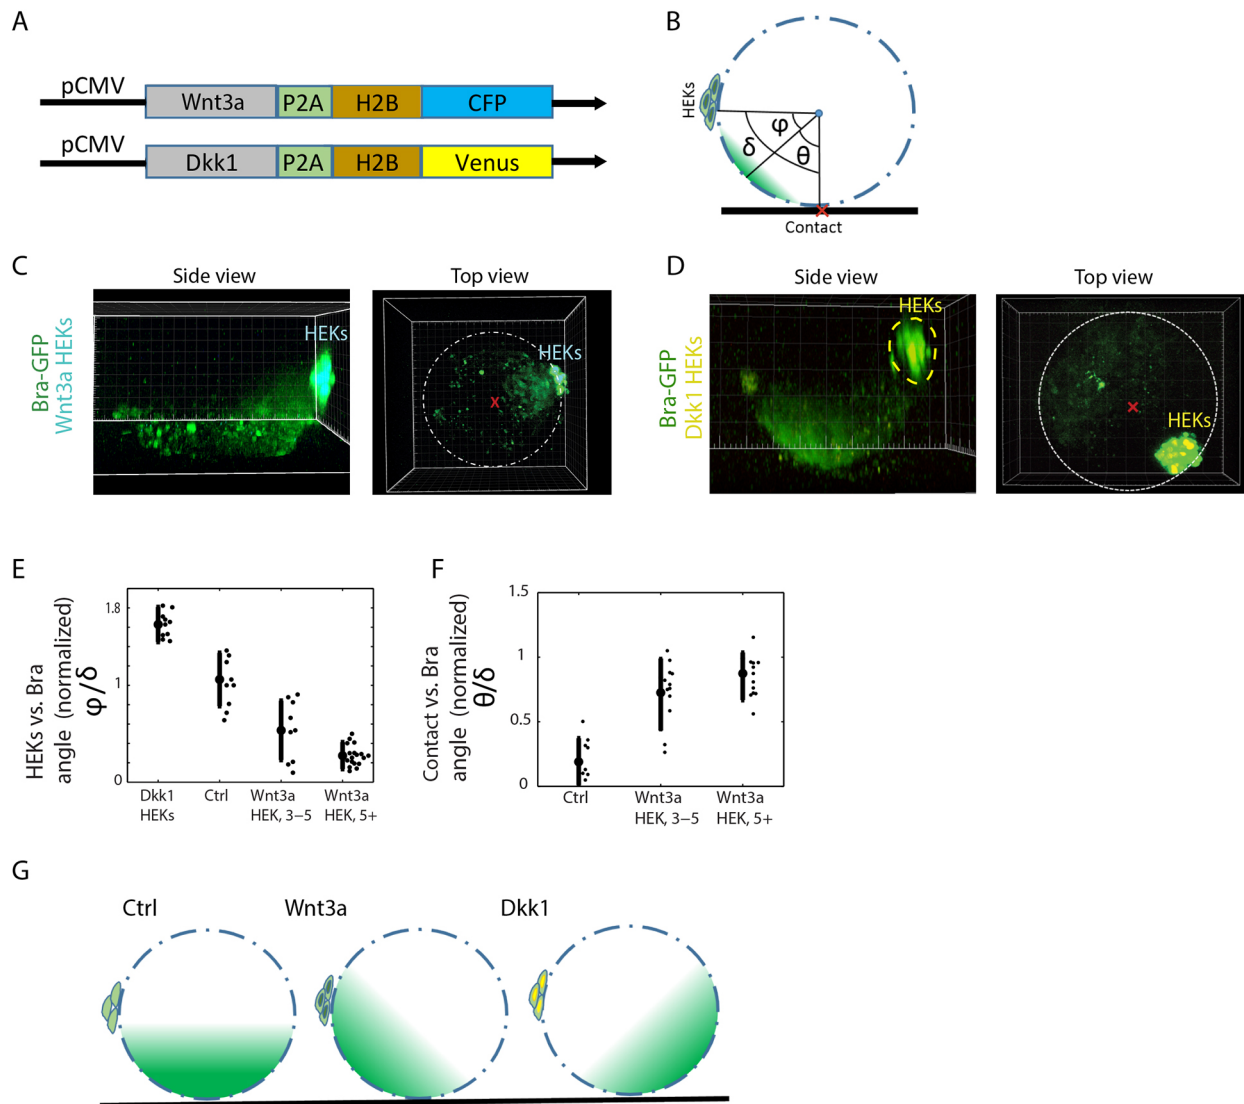 A
pCMV
Wnt3a P2A H2B CFP
pCMV
Dkk1 P2A H2B Venus
B
HEKs
φ
δ
θ
Contact
C
Side view
Top view
Bra-GFP
Wnt3a HEKs
HEKs
HEKs
X
D
Side view
Top view
Bra-GFP
Dkk1 HEKs
HEKs
HEKs
E
HEKs vs. Bra
angle (normalized)
φ/δ
1.8
1
0
Dkk1
HEKs
Ctrl
Wnt3a
HEK, 3–5
Wnt3a
HEK, 5+
F
Contact vs. Bra
angle (normalized)
θ/δ
1.5
1
0.5
0
Ctrl
Wnt3a
HEK, 3–5
Wnt3a
HEK, 5+
G
Ctrl
Wnt3a
Dkk1